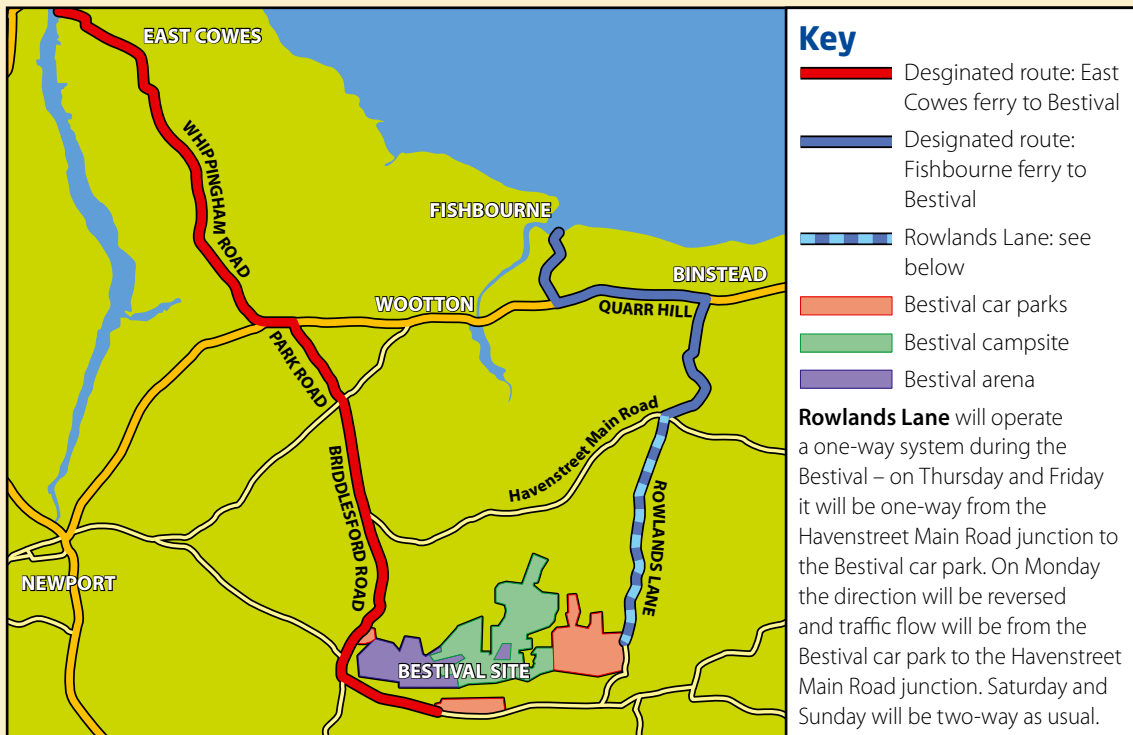 EAST COWES
WHIPPINGHAM ROAD
FISHBOURNE
BINSTEAD
WOOTTON
QUARR HILL
PARK ROAD
Havenstreet Main Road
BRIDDLESFORD ROAD
ROWLANDS LANE
NEWPORT
BESTIVAL SITE
Key
Desginated route: East
Cowes ferry to Bestival
Designated route:
Fishbourne ferry to
Bestival
Rowlands Lane: see
below
Bestival car parks
Bestival campsite
Bestival arena
Rowlands Lane will operate
a one-way system during the
Bestival – on Thursday and Friday
it will be one-way from the
Havenstreet Main Road junction to
the Bestival car park. On Monday
the direction will be reversed
and traffic flow will be from the
Bestival car park to the Havenstreet
Main Road junction. Saturday and
Sunday will be two-way as usual.